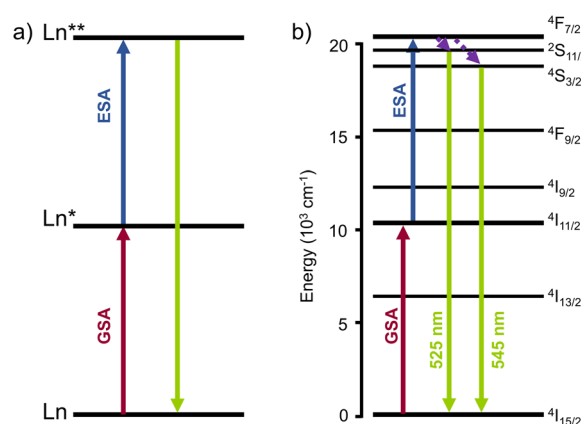 a)
Ln**
ESA
Ln*
GSA
Ln
b)
Energy (10³ cm⁻¹)
20
15
10
5
0
ESA
GSA
525 nm
545 nm
⁴F₇/₂
²S₁₁/
⁴S₃/₂
⁴F₉/₂
⁴I₉/₂
⁴I₁₁/₂
⁴I₁₃/₂
⁴I₁₅/₂